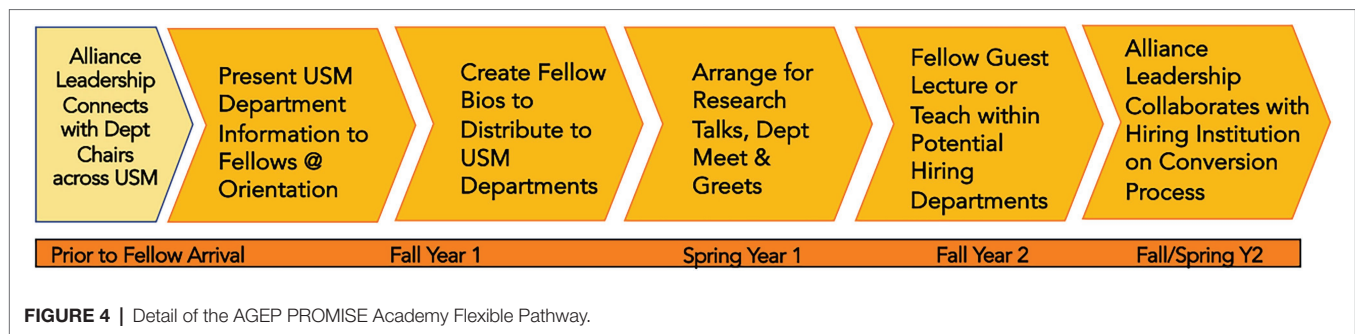 Alliance
Leadership
Connects
with Dept
Chairs
across USM
Present USM
Department
Information to
Fellows @
Orientation
Create Fellow
Bios to
Distribute to
USM
Departments
Arrange for
Research
Talks, Dept
Meet &
Greets
Fellow Guest
Lecture or
Teach within
Potential
Hiring
Departments
Alliance
Leadership
Collaborates with
Hiring Institution
on Conversion
Process
Prior to Fellow Arrival
Fall Year 1
Spring Year 1
Fall Year 2
Fall/Spring Y2
FIGURE 4 | Detail of the AGEP PROMISE Academy Flexible Pathway.